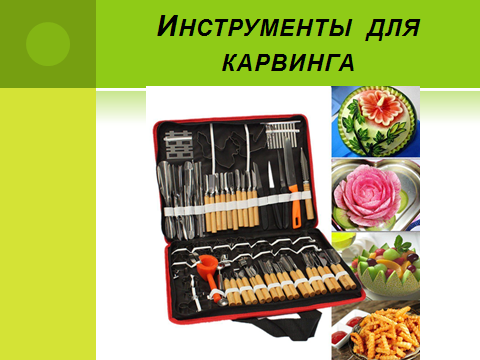 Инструменты для
карвинга